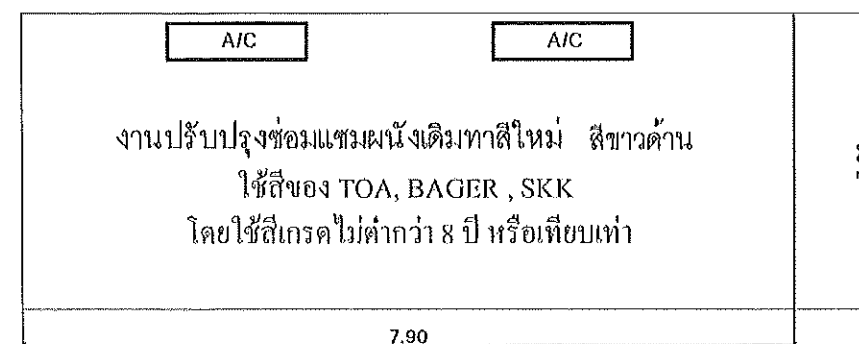 A/C A/C
งานปรับปรุงซ่อมแซมผนังเดิมทาสีใหม่ สีขาวด้าน
ใช้สีของ TOA, BAGER , SKK
โดยใช้สีเกรดไม่ต่ำกว่า 8 ปี หรือเทียบเท่า
7.90